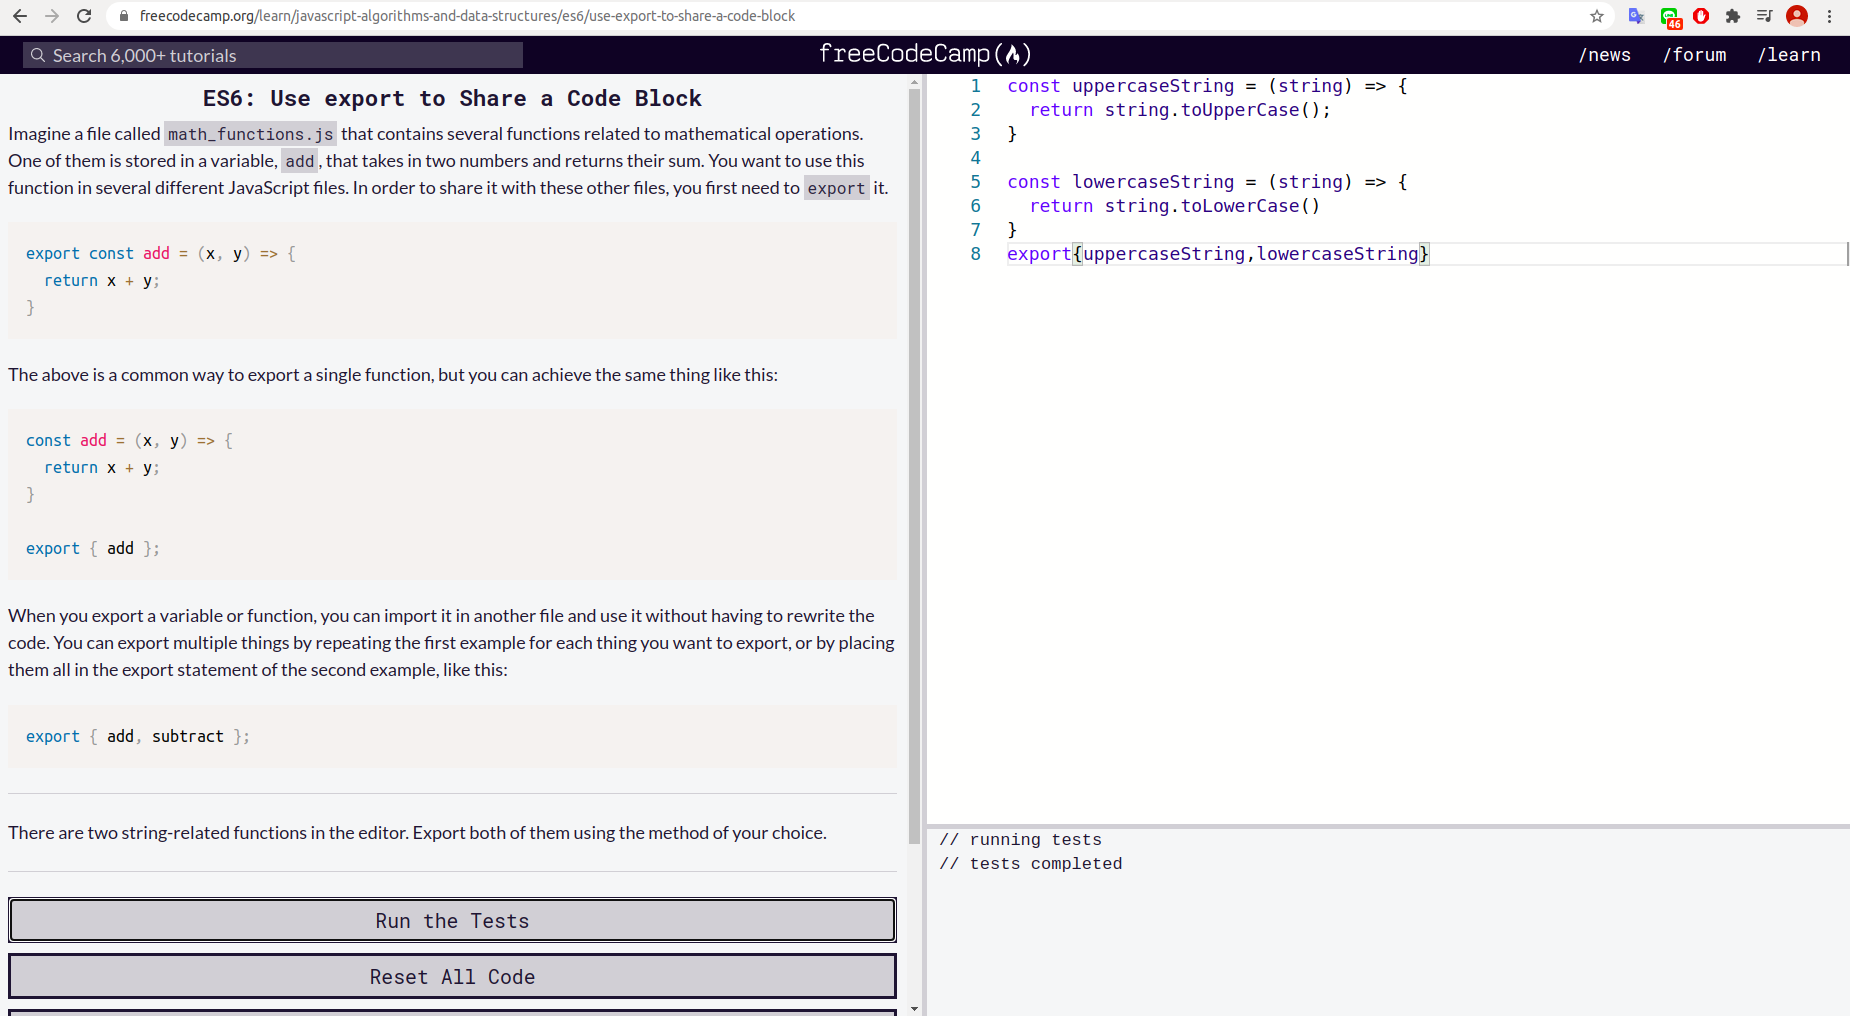 freecodecamp.org/learn/javascript-algorithms-and-data-structures/es6/use-export-to-share-a-code-block
46
Search 6,000+ tutorials
freeCodeCamp(🔥)
/news
/forum
/learn
ES6: Use export to Share a Code Block
Imagine a file called math_functions.js that contains several functions related to mathematical operations.
One of them is stored in a variable, add, that takes in two numbers and returns their sum. You want to use this
function in several different JavaScript files. In order to share it with these other files, you first need to export it.
export const add = (x, y) => {
  return x + y;
}
The above is a common way to export a single function, but you can achieve the same thing like this:
const add = (x, y) => {
  return x + y;
}
export { add };
When you export a variable or function, you can import it in another file and use it without having to rewrite the
code. You can export multiple things by repeating the first example for each thing you want to export, or by placing
them all in the export statement of the second example, like this:
export { add, subtract };
There are two string-related functions in the editor. Export both of them using the method of your choice.
Run the Tests
Reset All Code
1 const uppercaseString = (string) => {
2   return string.toUpperCase();
3 }
4
5 const lowercaseString = (string) => {
6   return string.toLowerCase()
7 }
8 export{uppercaseString,lowercaseString}
// running tests
// tests completed